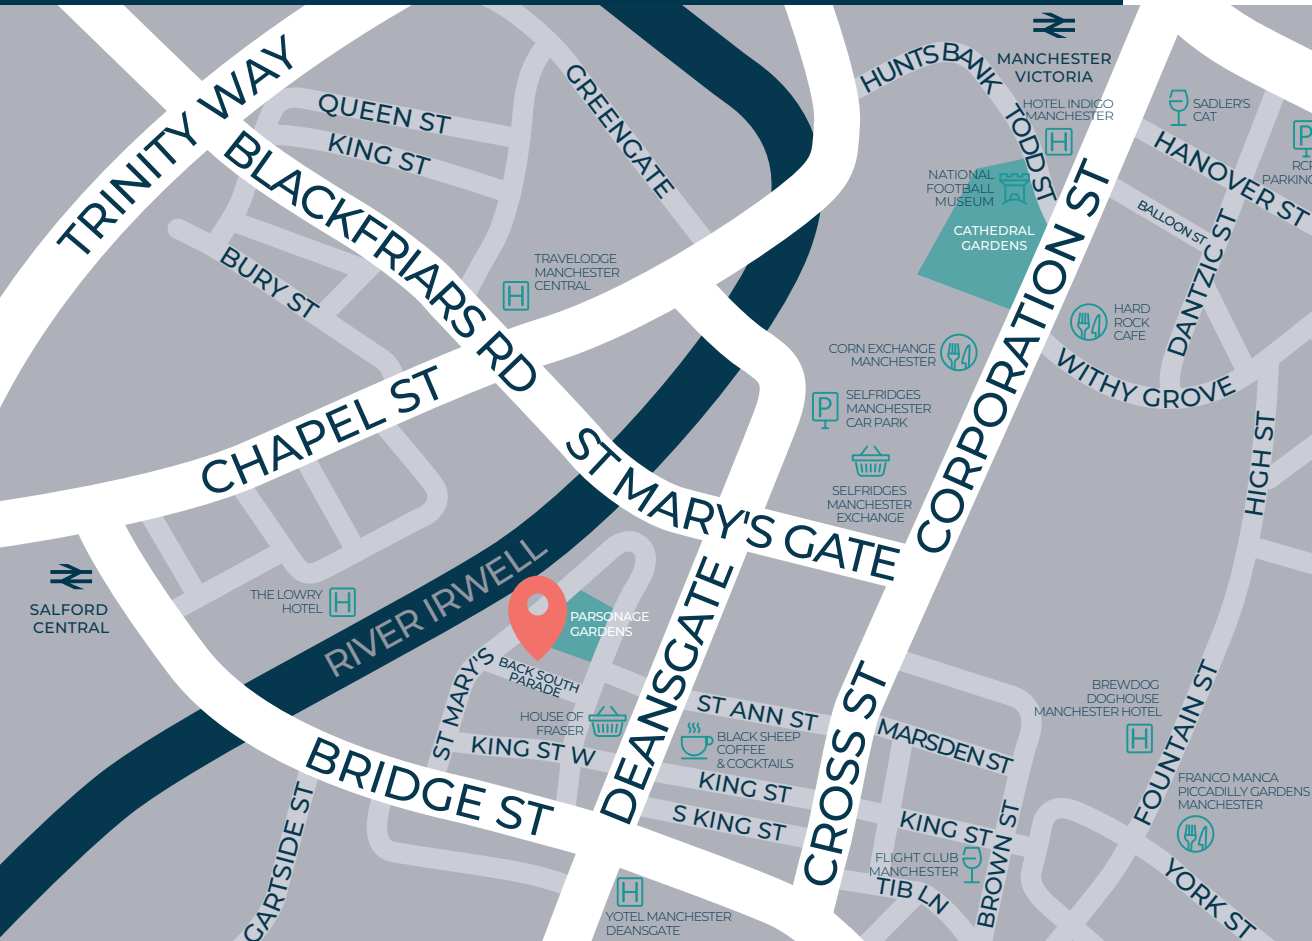 MANCHESTER
VICTORIA
HUNTS BANK
TODD ST
HOTEL INDIGO
MANCHESTER
H
SADLER'S
CAT
HANOVER ST
P
PARKING
BALLOON ST
DANTZIC ST
TRINITY WAY
QUEEN ST
KING ST
GREENGATE
BLACKFRIARS RD
BURY ST
NATIONAL
FOOTBALL
MUSEUM
CATHEDRAL
GARDENS
TRAVELODGE
MANCHESTER
CENTRAL
H
CORPORATION ST
HARD
ROCK
CAFE
CORN EXCHANGE
MANCHESTER
WITHY GROVE
SELFRIDGES
MANCHESTER
CAR PARK
P
CHAPEL ST
HIGH ST
ST MARY'S GATE
SELFRIDGES
MANCHESTER
EXCHANGE
RIVER IRWELL
SALFORD
CENTRAL
THE LOWRY
HOTEL
H
PARSONAGE
GARDENS
DEANSGATE
BACK SOUTH
PARADE
ST MARY'S
HOUSE OF
FRASER
KING ST W
ST ANN ST
BLACK SHEEP
COFFEE
& COCKTAILS
KING ST
S KING ST
CROSS ST
MARSDEN ST
BREWDOG
DOGHOUSE
MANCHESTER HOTEL
H
FOUNTAIN ST
BRIDGE ST
GARTSIDE ST
KING ST
BROWN ST
FRANCO MANCA
PICCADILLY GARDENS
MANCHESTER
FLIGHT CLUB
MANCHESTER
TIB LN
YORK ST
H
YOTEL MANCHESTER
DEANSGATE